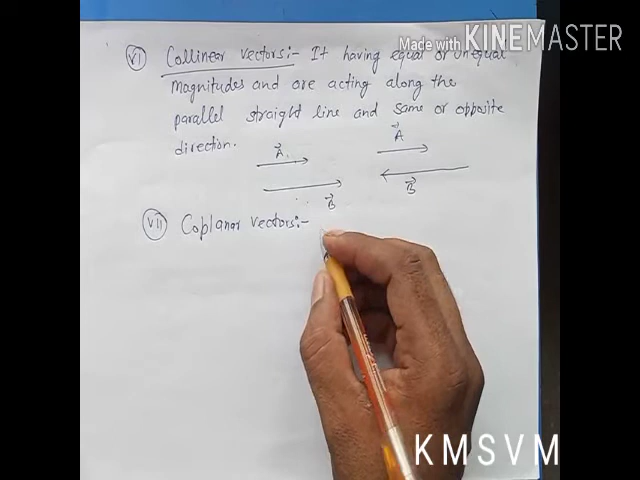 Made with KINEMASTER
VI Collinear vectors:- It having equal or unequal
Magnitudes and are acting along the
parallel straight line and same or opposite
direction.
A A
B B
VII Coplanar vectors:-
KMSVM